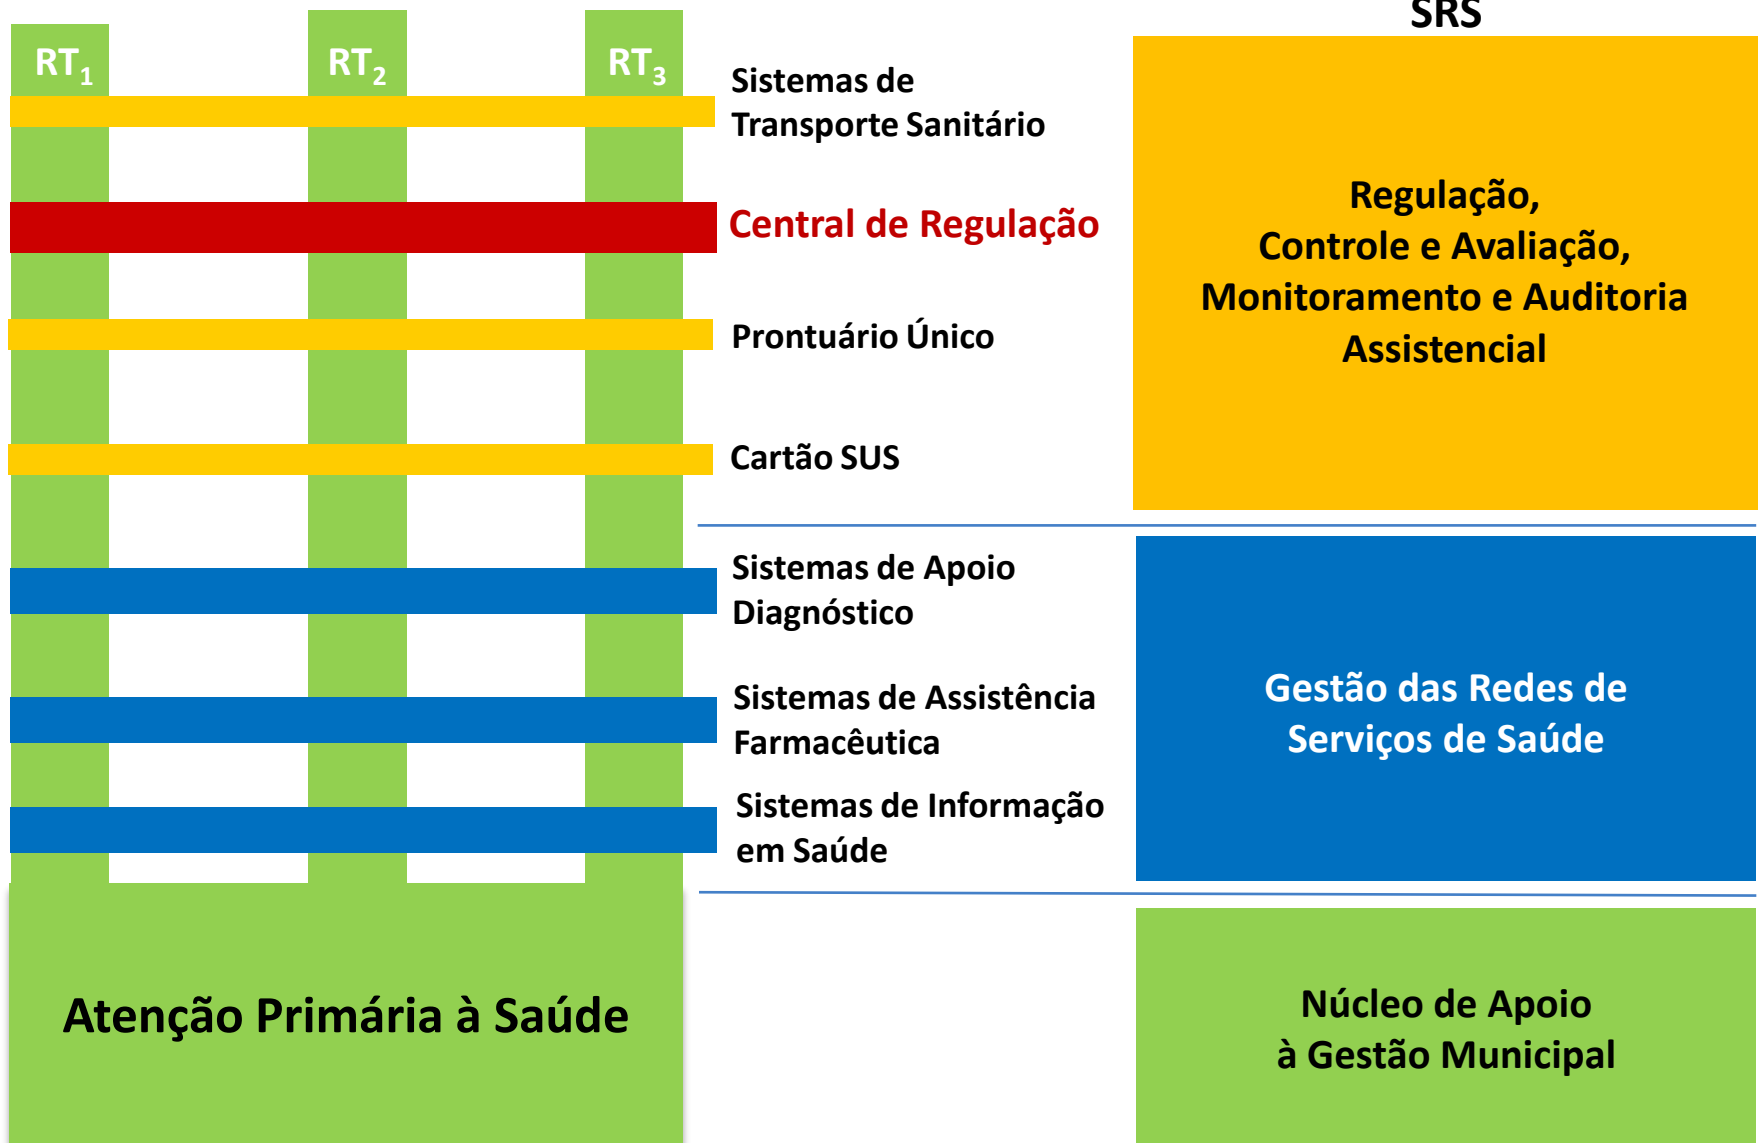 SRS
RT1
RT2
RT3
Sistemas de
Transporte Sanitário
Central de Regulação
Prontuário Único
Cartão SUS
Regulação,
Controle e Avaliação,
Monitoramento e Auditoria
Assistencial
Sistemas de Apoio
Diagnóstico
Sistemas de Assistência
Farmacêutica
Sistemas de Informação
em Saúde
Gestão das Redes de
Serviços de Saúde
Atenção Primária à Saúde
Núcleo de Apoio
à Gestão Municipal